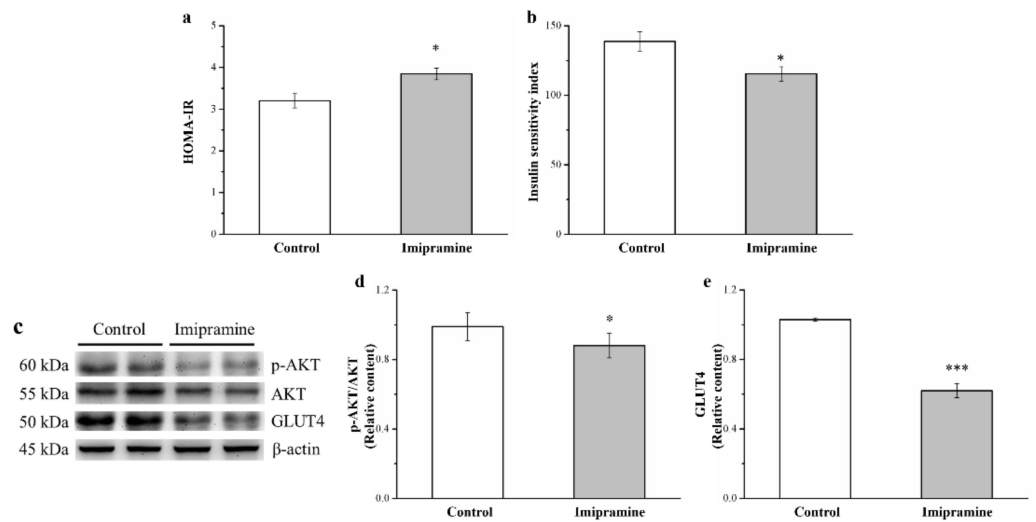 a
5
4
3
2
1
0
HOMA-IR
*
Control
Imipramine
b
150
100
50
0
Insulin sensitivity index
*
Control
Imipramine
c
Control Imipramine
60 kDa p-AKT
55 kDa AKT
50 kDa GLUT4
45 kDa β-actin
d
1.2
0.8
0.4
0.0
p-AKT/AKT
(Relative content)
*
Control
Imipramine
e
1.2
0.8
0.4
0.0
GLUT4
(Relative content)
***
Control
Imipramine